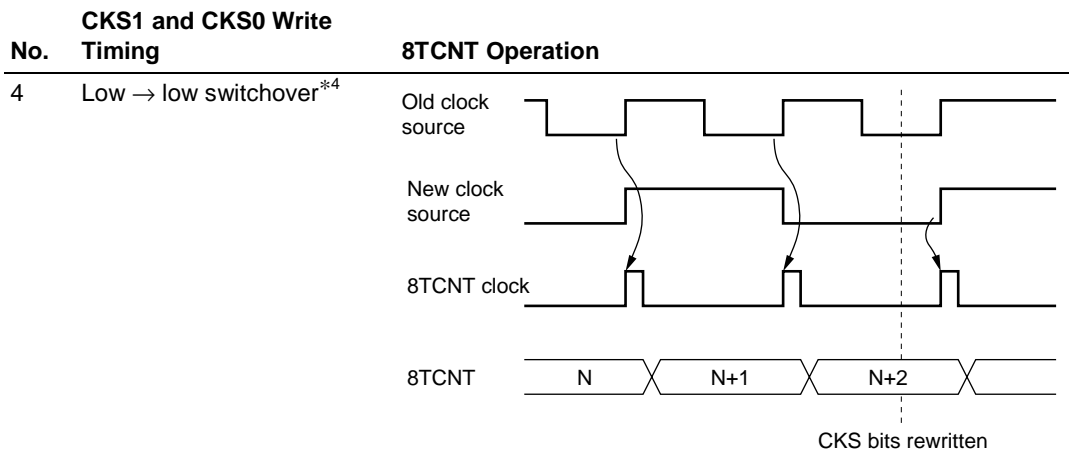 No. CKS1 and CKS0 Write Timing 8TCNT Operation
4 Low → low switchover*4
Old clock source
New clock source
8TCNT clock
8TCNT N N+1 N+2
CKS bits rewritten